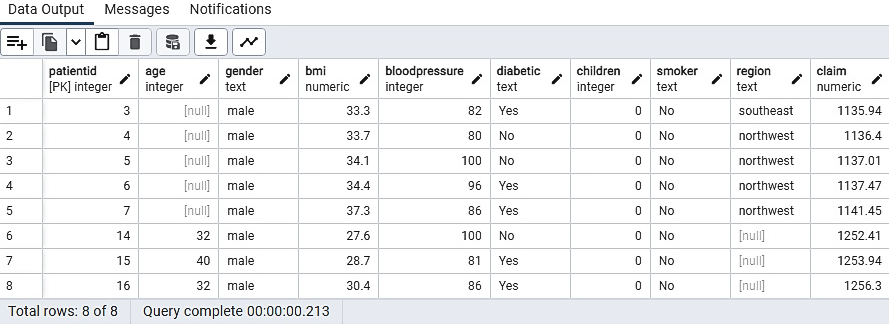 Data Output Messages Notifications
patientid age gender bmi bloodpressure diabetic children smoker region claim
[PK] integer integer text numeric integer text integer text text numeric
1 3 [null] male 33.3 82 Yes 0 No southeast 1135.94
2 4 [null] male 33.7 80 No 0 No northwest 1136.4
3 5 [null] male 34.1 100 No 0 No northwest 1137.01
4 6 [null] male 34.4 96 Yes 0 No northwest 1137.47
5 7 [null] male 37.3 86 Yes 0 No northwest 1141.45
6 14 32 male 27.6 100 No 0 No [null] 1252.41
7 15 40 male 28.7 81 Yes 0 No [null] 1253.94
8 16 32 male 30.4 86 Yes 0 No [null] 1256.3
Total rows: 8 of 8 Query complete 00:00:00.213